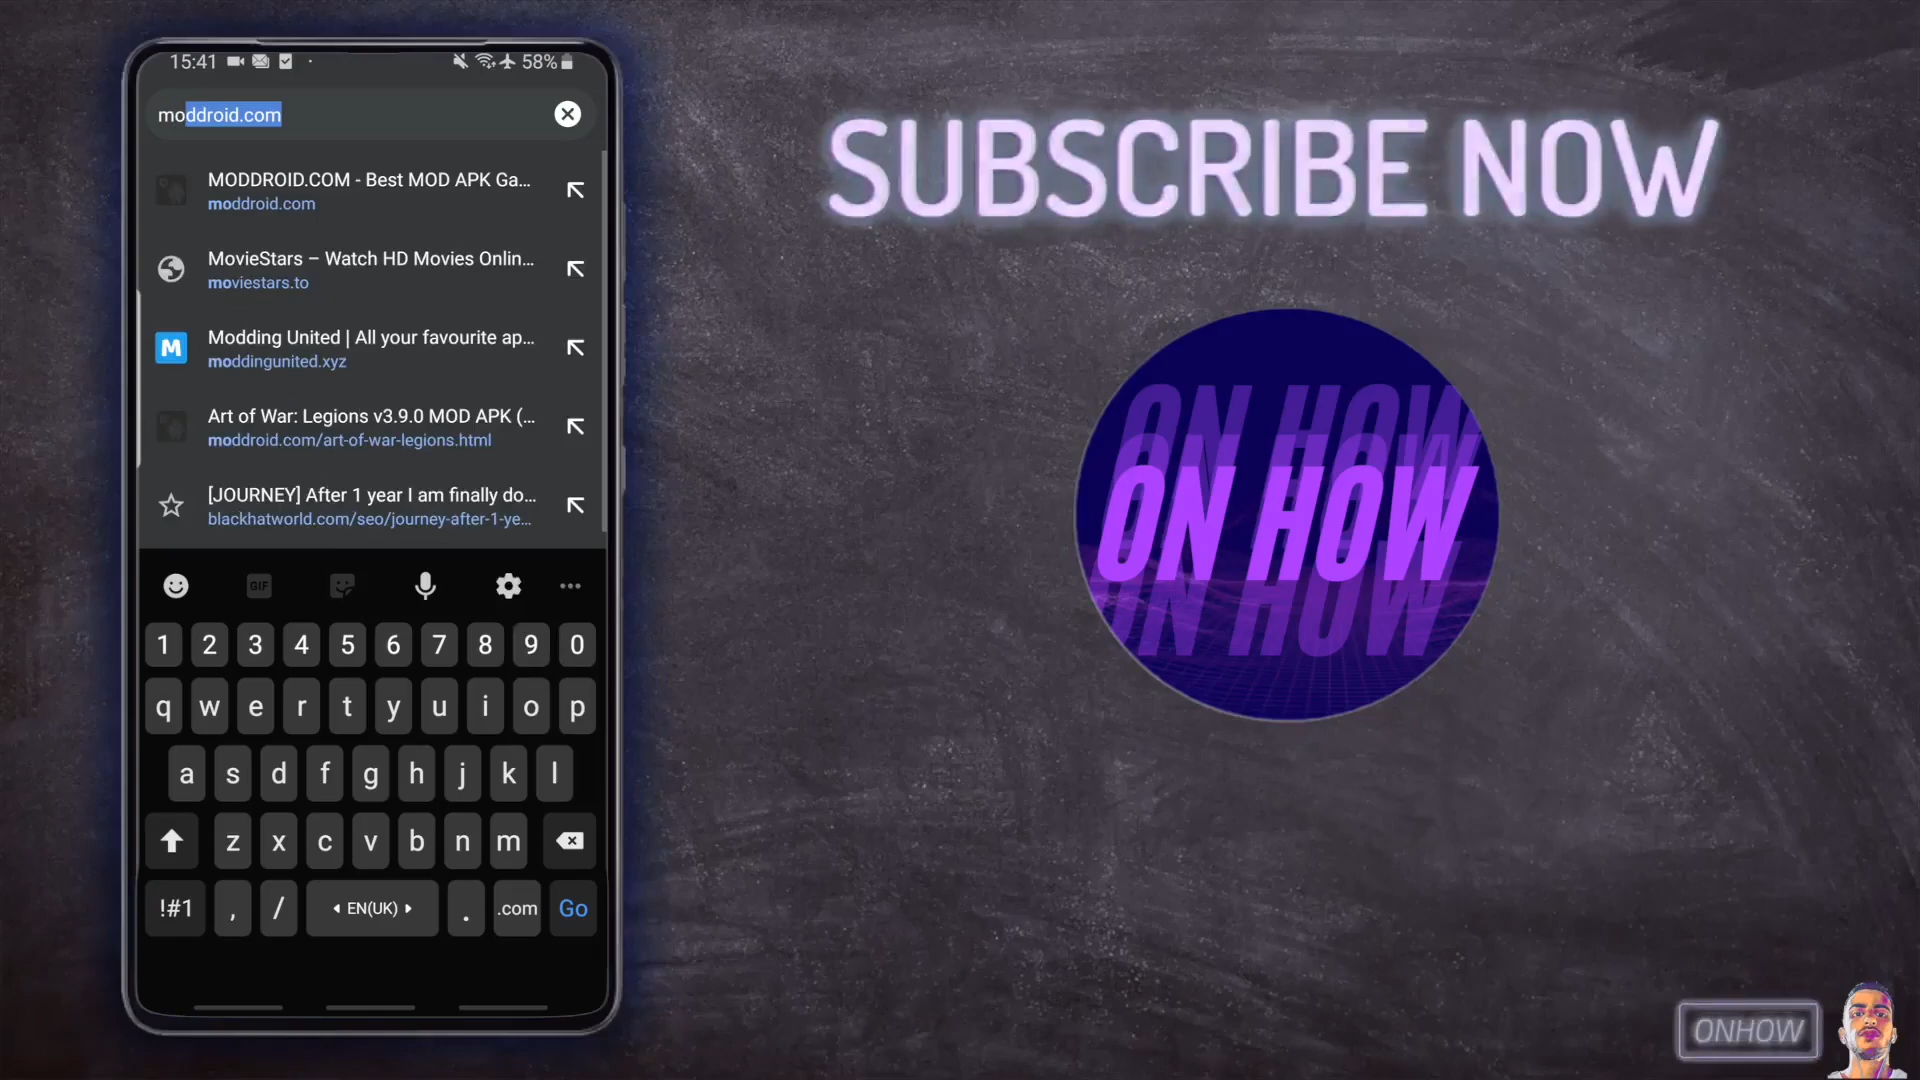 15:41
58%
moddroid.com
MODDROID.COM - Best MOD APK Ga...
moddroid.com
MovieStars – Watch HD Movies Onlin...
moviestars.to
M
Modding United | All your favourite ap...
moddingunited.xyz
Art of War: Legions v3.9.0 MOD APK (...
moddroid.com/art-of-war-legions.html
[JOURNEY] After 1 year I am finally do...
blackhatworld.com/seo/journey-after-1-ye...
GIF
1 2 3 4 5 6 7 8 9 0
q w e r t y u i o p
a s d f g h j k l
z x c v b n m
!#1 , / EN(UK) . .com Go
SUBSCRIBE NOW
ON HOW
ON HOW
ON HOW
ONHOW